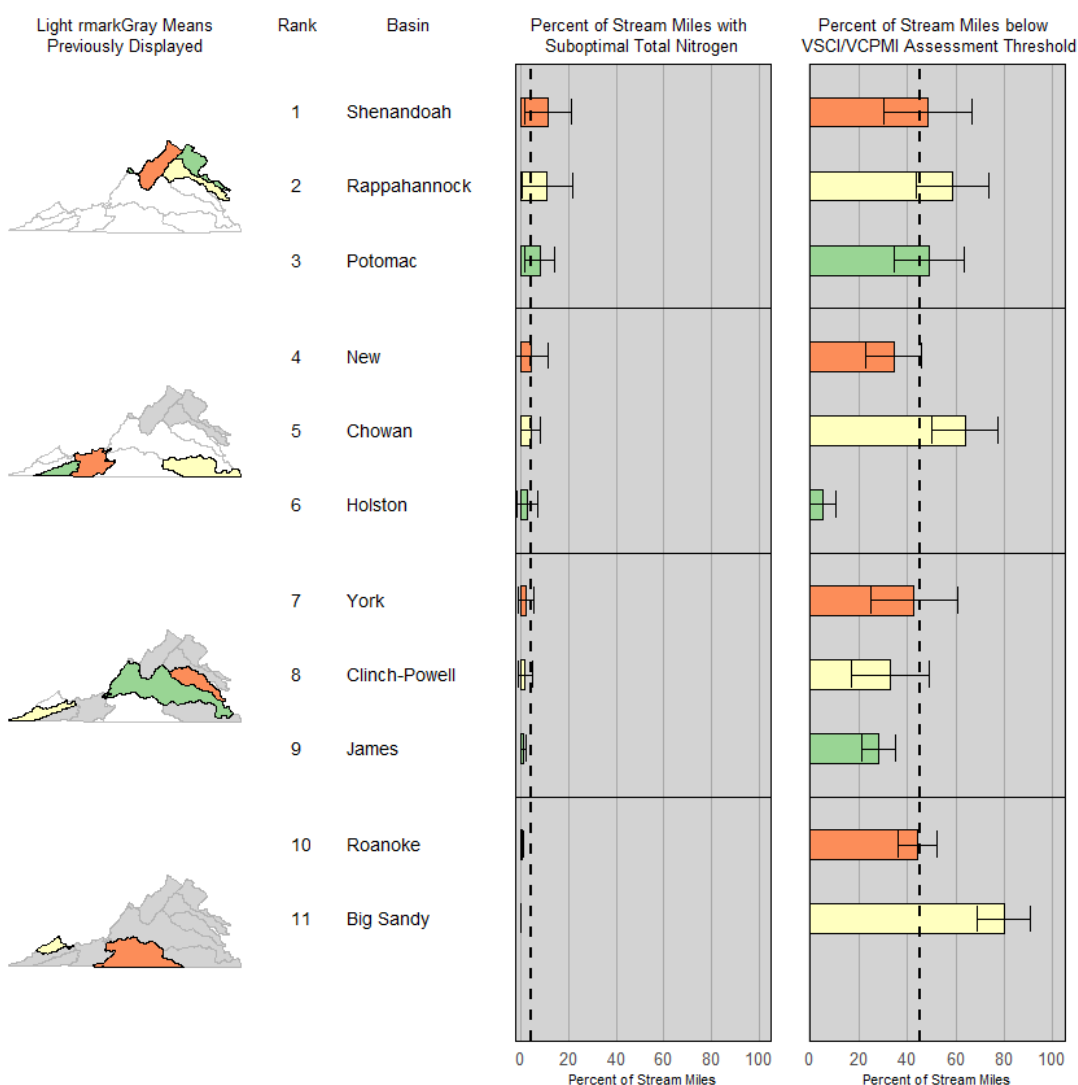 Light rmarkGray Means
Previously Displayed
Rank
Basin
Percent of Stream Miles with
Suboptimal Total Nitrogen
Percent of Stream Miles below
VSCI/VCPMI Assessment Threshold
1 Shenandoah
2 Rappahannock
3 Potomac
4 New
5 Chowan
6 Holston
7 York
8 Clinch-Powell
9 James
10 Roanoke
11 Big Sandy
0 20 40 60 80 100
Percent of Stream Miles
0 20 40 60 80 100
Percent of Stream Miles